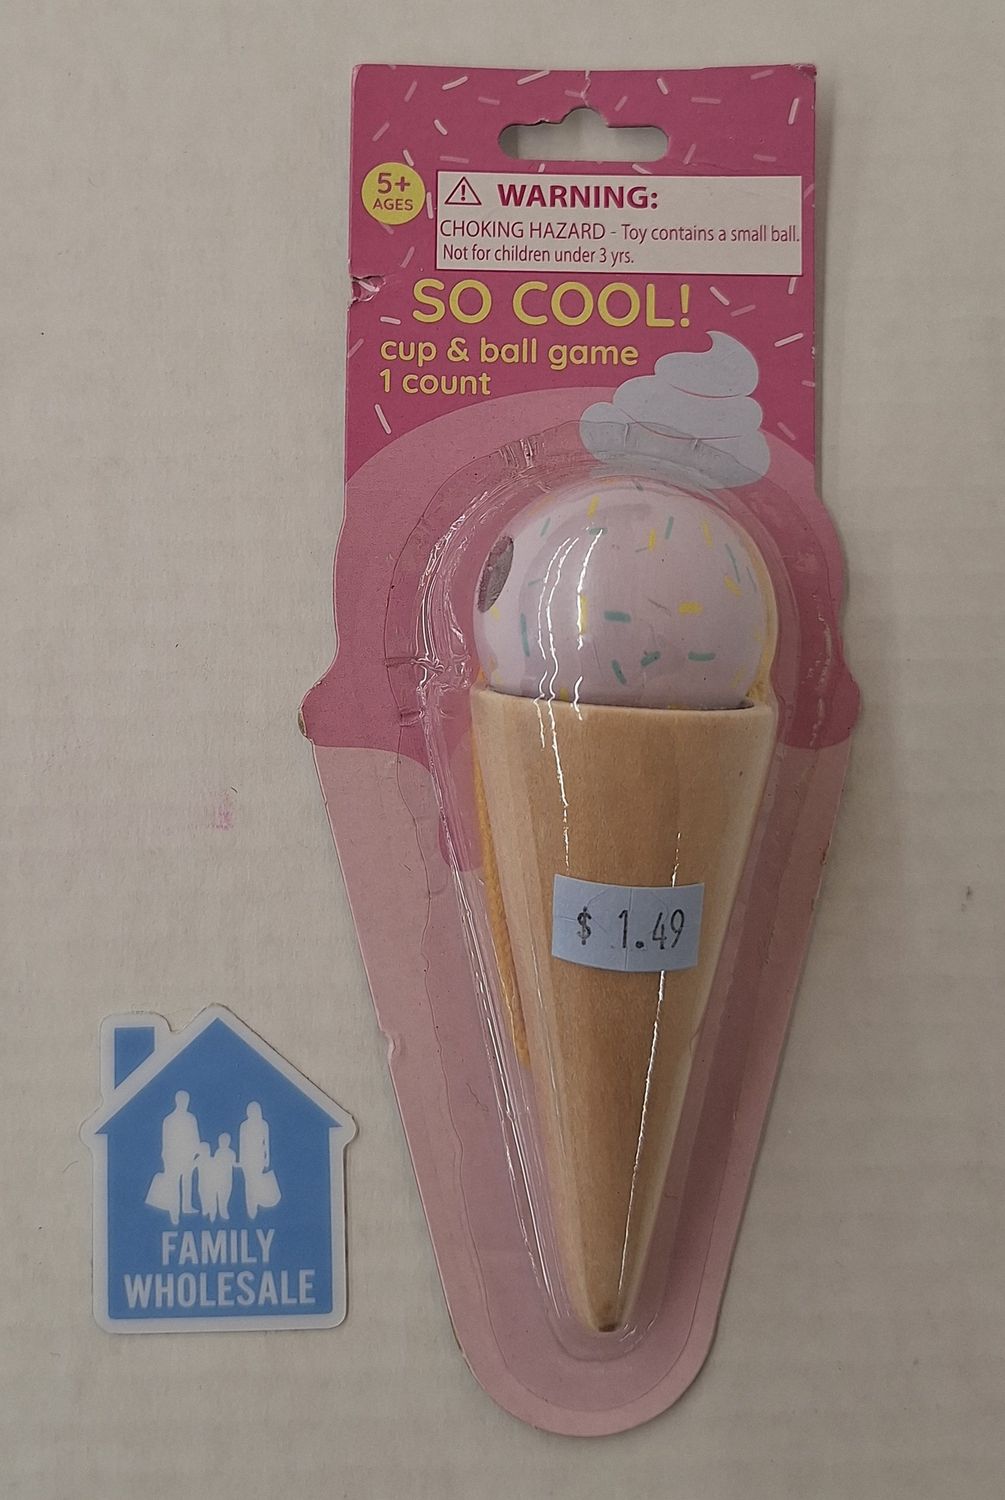 5+
AGES
WARNING:
CHOKING HAZARD - Toy contains a small ball.
Not for children under 3 yrs.
SO COOL!
cup & ball game
1 count
$ 1.49
FAMILY
WHOLESALE